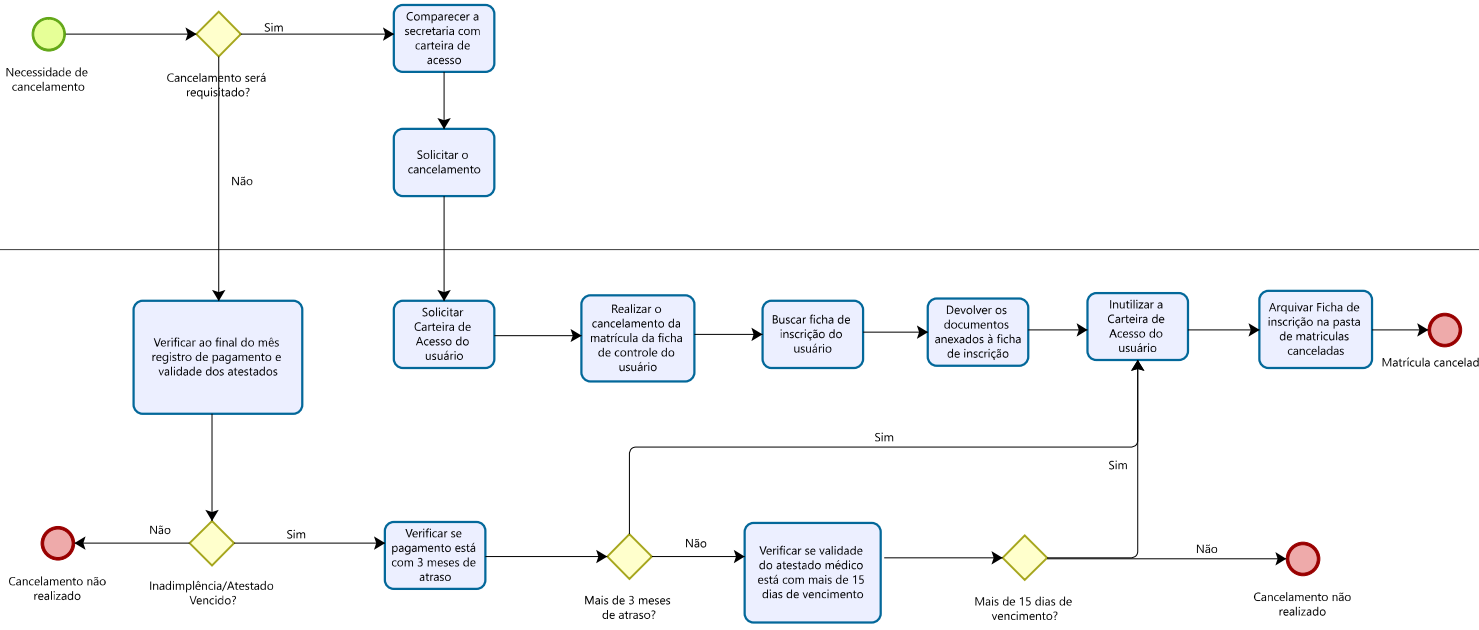 Necessidade de
cancelamento
Cancelamento será
requisitado?
Sim
Não
Comparecer a
secretaria com
carteira de
acesso
Solicitar o
cancelamento
Verificar ao final do mês
registro de pagamento e
validade dos atestados
Solicitar
Carteira de
Acesso do
usuário
Realizar o
cancelamento da
matrícula da ficha
de controle do
usuário
Buscar ficha de
inscrição do
usuário
Devolver os
documentos
anexados à ficha
de inscrição
Inutilizar a
Carteira de
Acesso do
usuário
Arquivar Ficha de
inscrição na pasta
de matriculas
canceladas
Matrícula cancelad
Sim
Sim
Não
Cancelamento não
realizado
Inadimplência/Atestado
Vencido?
Sim
Verificar se
pagamento está
com 3 meses de
atraso
Mais de 3 meses
de atraso?
Não
Verificar se validade
do atestado médico
está com mais de 15
dias de vencimento
Mais de 15 dias de
vencimento?
Não
Cancelamento não
realizado